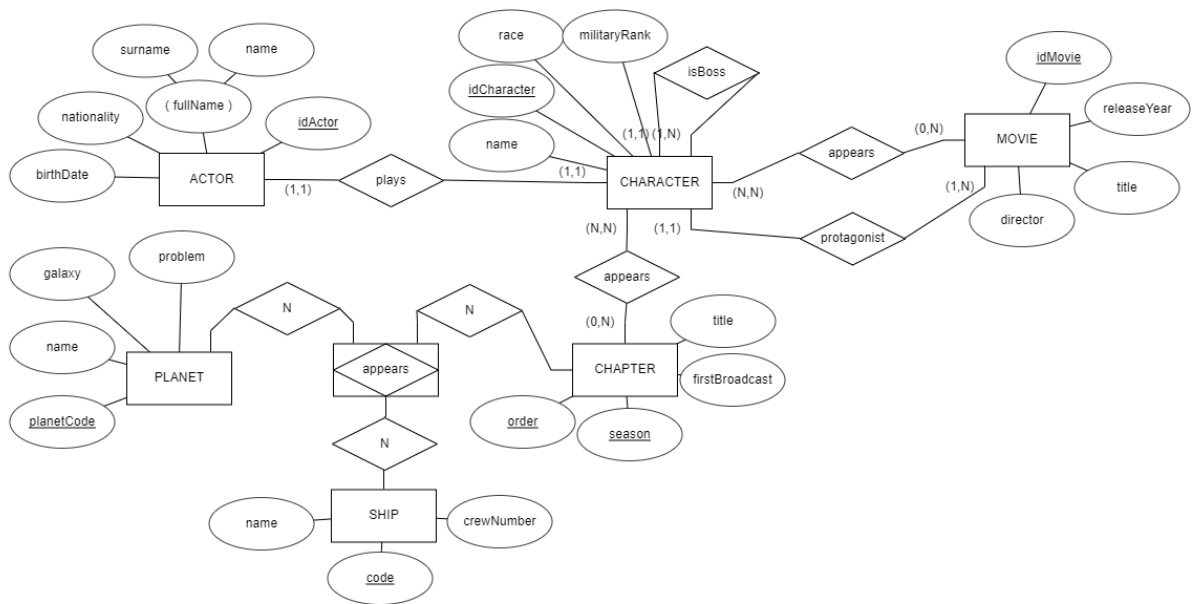 race
militaryRank
surname
name
isBoss
idMovie
idCharacter
( fullName )
nationality
idActor
releaseYear
(1,1)
(1,N)
(0,N)
MOVIE
name
appears
birthDate
ACTOR
(1,1)
plays
(1,1)
CHARACTER
(N,N)
(1,N)
title
director
(N,N)
(1,1)
protagonist
problem
galaxy
appears
N
N
(0,N)
title
name
PLANET
appears
CHAPTER
firstBroadcast
planetCode
order
season
N
name
SHIP
crewNumber
code